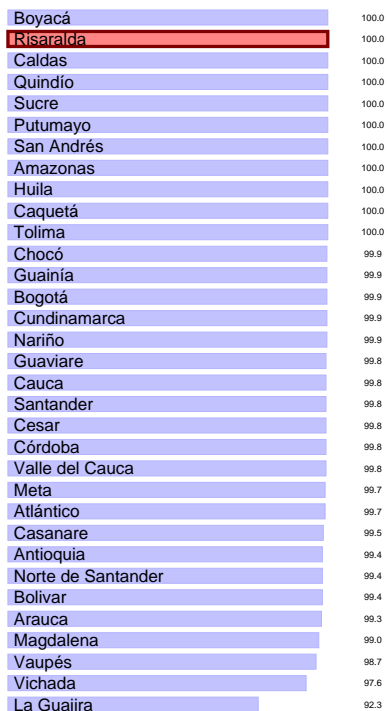 Boyacá 100.0
Risaralda 100.0
Caldas 100.0
Quindío 100.0
Sucre 100.0
Putumayo 100.0
San Andrés 100.0
Amazonas 100.0
Huila 100.0
Caquetá 100.0
Tolima 100.0
Chocó 99.9
Guainía 99.9
Bogotá 99.9
Cundinamarca 99.9
Nariño 99.9
Guaviare 99.8
Cauca 99.8
Santander 99.8
Cesar 99.8
Córdoba 99.8
Valle del Cauca 99.8
Meta 99.7
Atlántico 99.7
Casanare 99.5
Antioquia 99.4
Norte de Santander 99.4
Bolivar 99.4
Arauca 99.3
Magdalena 99.0
Vaupés 98.7
Vichada 97.6
La Guajira 92.3